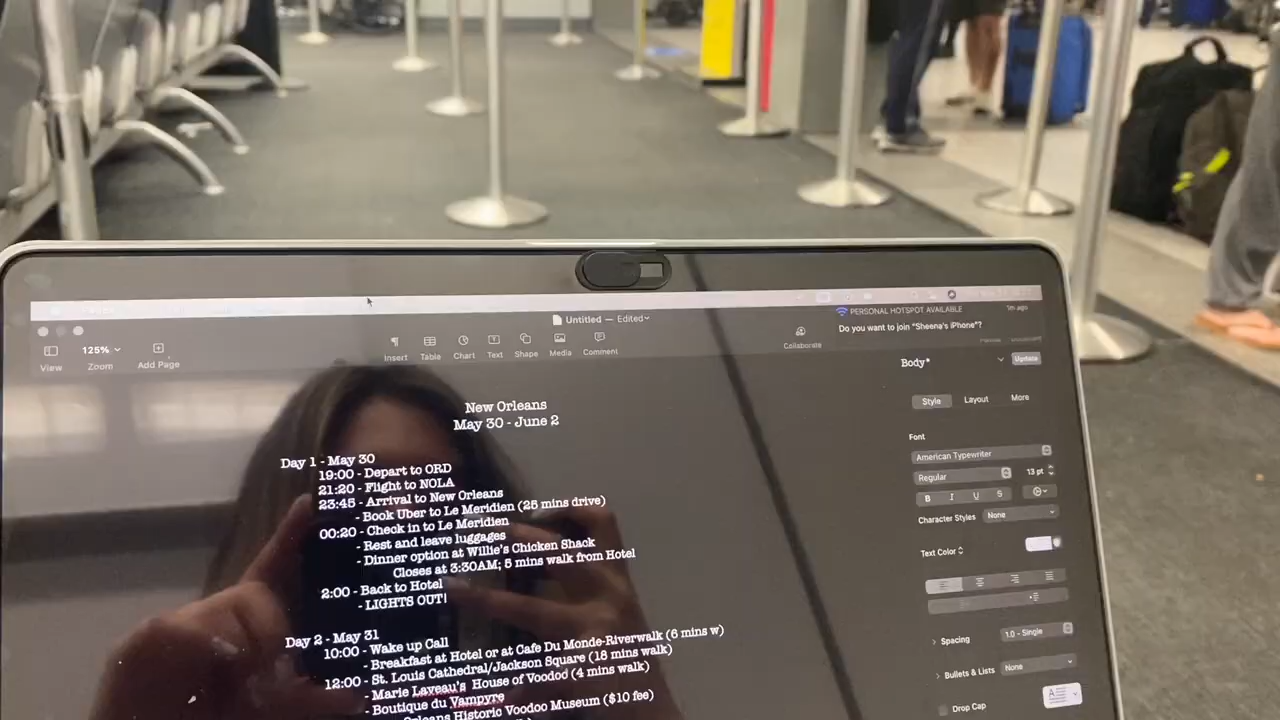 Untitled — Edited
PERSONAL HOTSPOT AVAILABLE
1m ago
Do you want to join "Sheena's iPhone"?
125%
View
Zoom
Add Page
Insert
Table
Chart
Text
Shape
Media
Comment
Collaborate
Body*
Update
Style
Layout
More
Font
American Typewriter
Regular
13 pt
B I U S
Character Styles
None
Text Color
Spacing
1.0 - Single
Bullets & Lists
None
Drop Cap
New Orleans
May 30 - June 2
Day 1 - May 30
19:00 - Depart to ORD
21:20 - Flight to NOLA
23:45 - Arrival to New Orleans
- Book Uber to Le Meridien (25 mins drive)
00:20 - Check in to Le Meridien
- Rest and leave luggages
- Dinner option at Willie's Chicken Shack
Closes at 3:30AM; 5 mins walk from Hotel
2:00 - Back to Hotel
- LIGHTS OUT!
Day 2 - May 31
10:00 - Wake up Call
- Breakfast at Hotel or at Cafe Du Monde-Riverwalk (6 mins w)
12:00 - St. Louis Cathedral/Jackson Square (18 mins walk)
- Marie Laveau's House of Voodod (4 mins walk)
- Boutique du Vampyre
Orleans Historic Voodoo Museum ($10 fee)